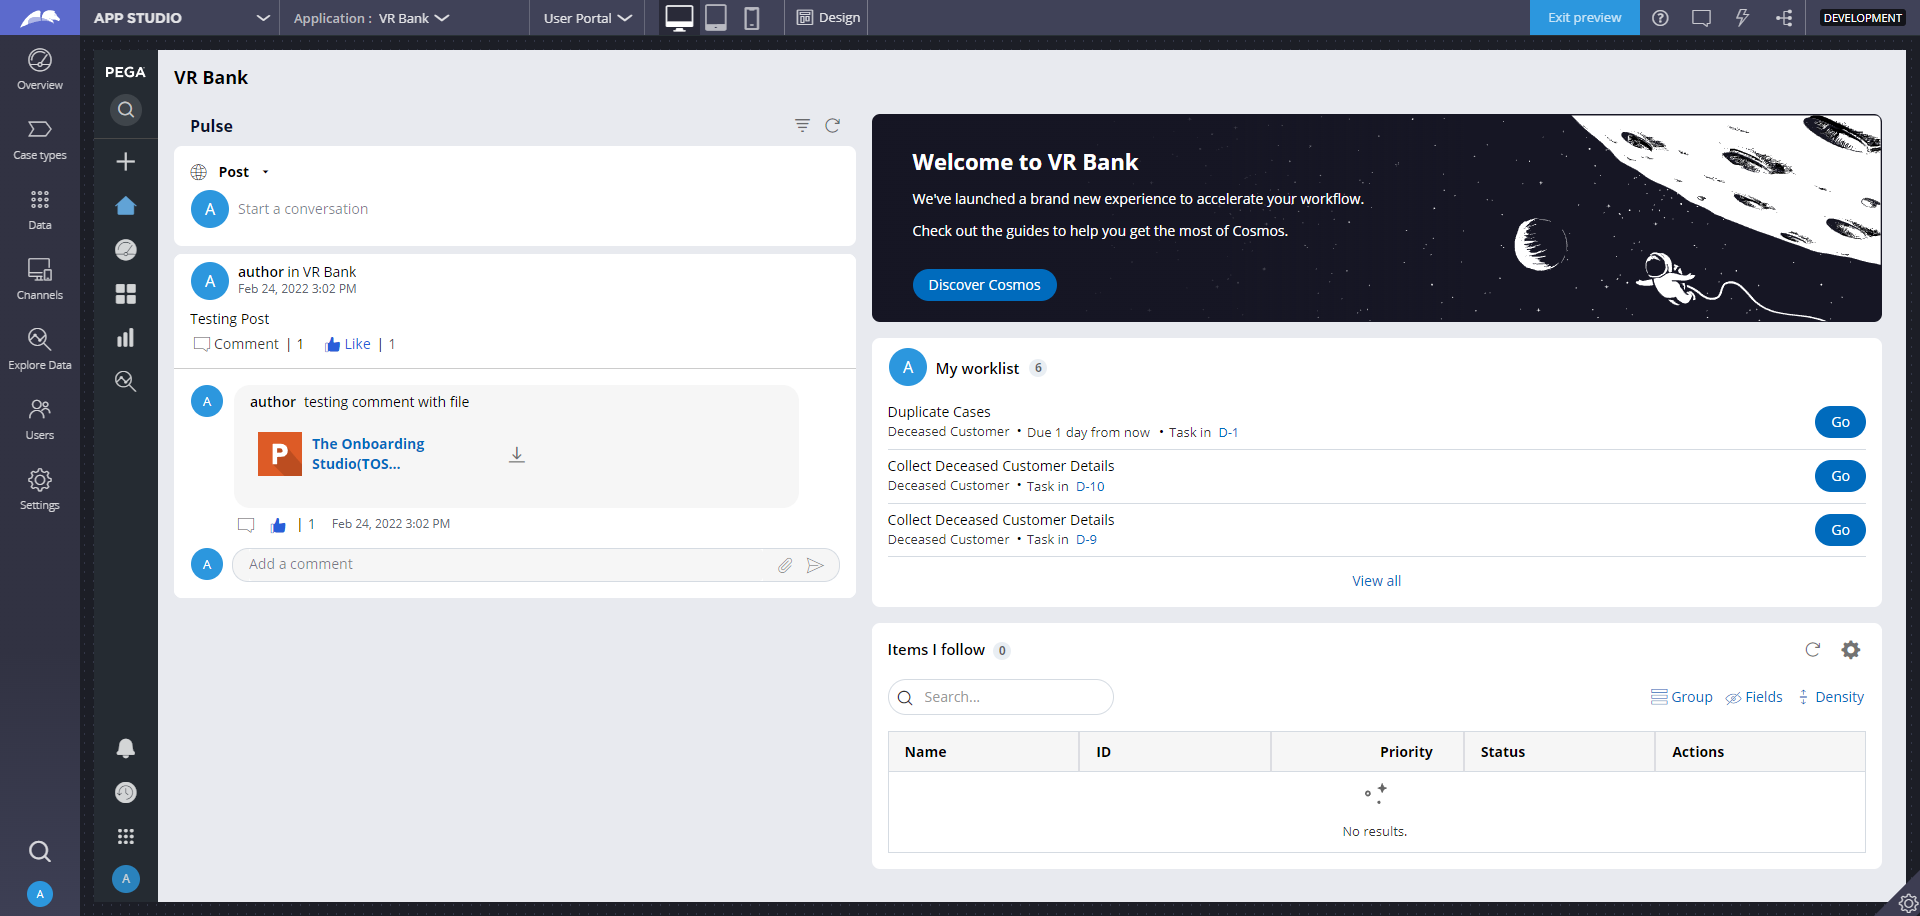 APP STUDIO
Application : VR Bank
User Portal
Design
Exit preview
DEVELOPMENT
Overview
Case types
Data
Channels
Explore Data
Users
Settings
A
PEGA
A
VR Bank
Pulse
Post
A Start a conversation
A author in VR Bank
Feb 24, 2022 3:02 PM
Testing Post
Comment | 1 Like | 1
A author testing comment with file
P The Onboarding
Studio(TOS...
| 1 Feb 24, 2022 3:02 PM
A Add a comment
Welcome to VR Bank
We've launched a brand new experience to accelerate your workflow.
Check out the guides to help you get the most of Cosmos.
Discover Cosmos
A My worklist 6
Duplicate Cases
Deceased Customer • Due 1 day from now • Task in D-1
Go
Collect Deceased Customer Details
Deceased Customer • Task in D-10
Go
Collect Deceased Customer Details
Deceased Customer • Task in D-9
Go
View all
Items I follow 0
Search...
Group Fields Density
Name ID Priority Status Actions
No results.